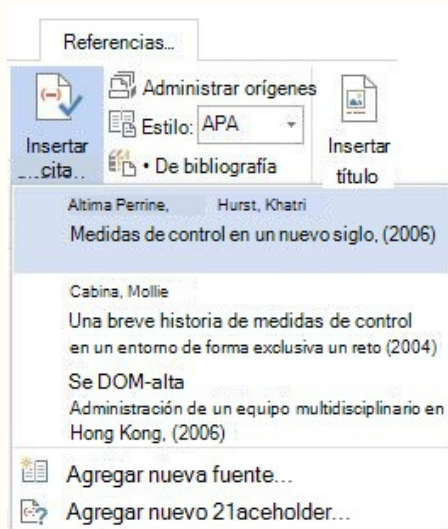 Referencias...
Administrar orígenes
Estilo: APA
Insertar
...cita...
• De bibliografía
Insertar
título
Altima Perrine, Hurst, Khatri
Medidas de control en un nuevo siglo, (2006)
Cabina, Mollie
Una breve historia de medidas de control
en un entorno de forma exclusiva un reto (2004)
Se DOM-alta
Administración de un equipo multidisciplinario en
Hong Kong, (2006)
Agregar nueva fuente...
Agregar nuevo 21aceholder...